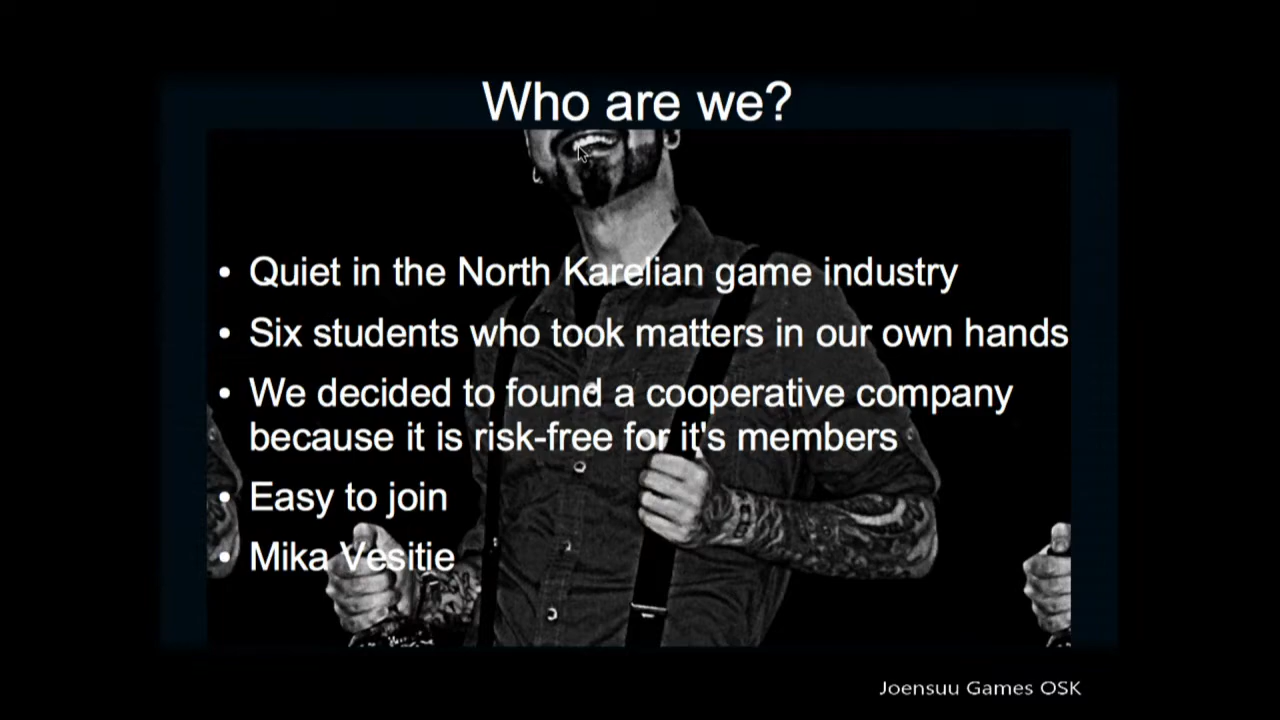 Who are we?
• Quiet in the North Karelian game industry
• Six students who took matters in our own hands
• We decided to found a cooperative company
because it is risk-free for it's members
• Easy to join
• Mika Vesitie
Joensuu Games OSK